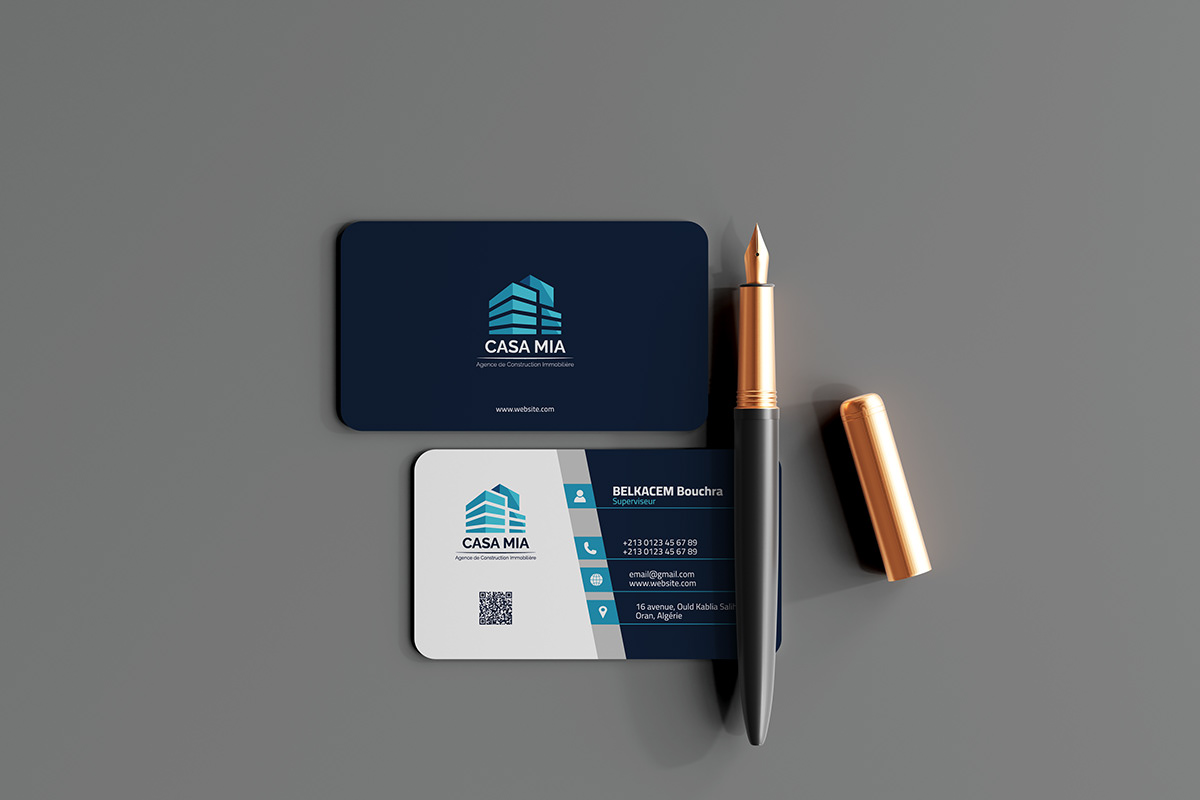 CASA MIA
Agence de Construction Immobilière
www.website.com
CASA MIA
Agence de Construction Immobilière
BELKACEM Bouchra
Superviseur
+213 0123 45 67 89
+213 0123 45 67 89
email@gmail.com
www.website.com
16 avenue, Ould Kablia
Oran, Algérie